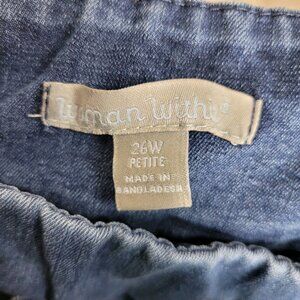 Woman Within®
26W
PETITE
MADE IN
BANGLADESH